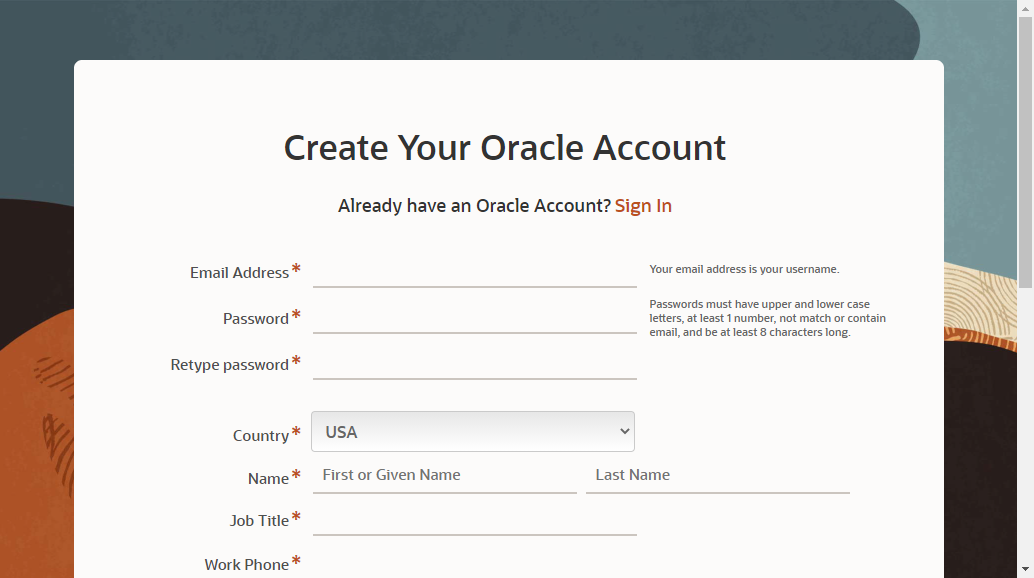 Create Your Oracle Account
Already have an Oracle Account? Sign In
Email Address*
Your email address is your username.
Password*
Passwords must have upper and lower case
letters, at least 1 number, not match or contain
email, and be at least 8 characters long.
Retype password*
Country*
USA
Name*
First or Given Name
Last Name
Job Title*
Work Phone*